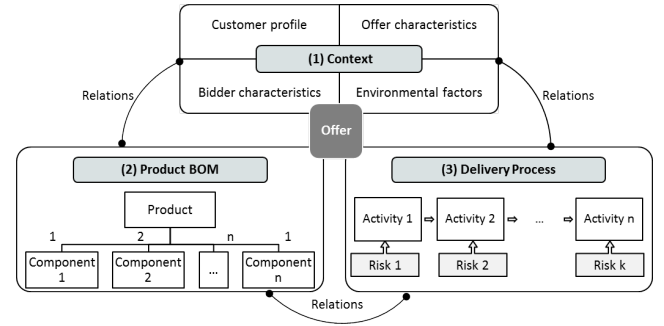 Customer profile
Offer characteristics
(1) Context
Bidder characteristics
Environmental factors
Relations
Relations
Offer
(2) Product BOM
(3) Delivery Process
Product
1
2
n
1
Component
1
Component
2
...
Component
n
Activity 1
Activity 2
...
Activity n
Risk 1
Risk 2
Risk k
Relations